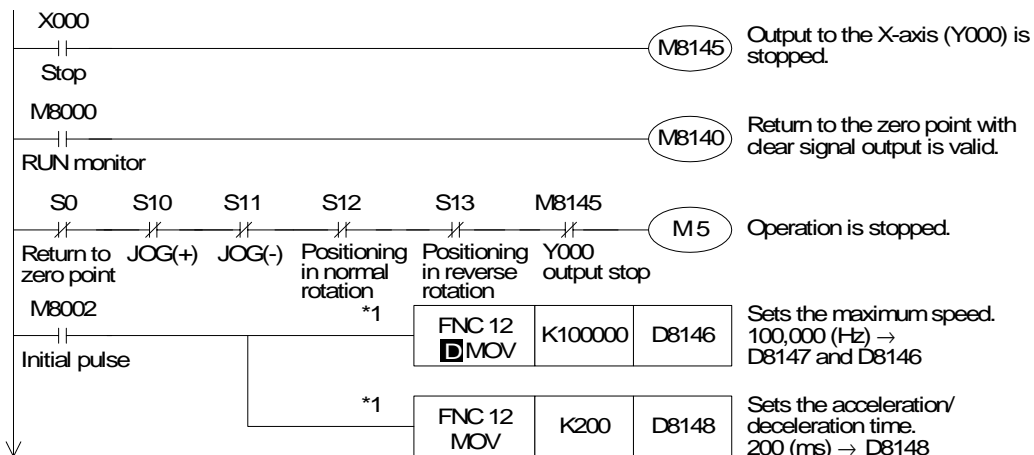 X000
M8145
Output to the X-axis (Y000) is
stopped.
Stop
M8000
M8140
Return to the zero point with
clear signal output is valid.
RUN monitor
S0 S10 S11 S12 S13 M8145
M5
Operation is stopped.
Return to JOG(+) JOG(-) Positioning Positioning Y000
zero point in normal in reverse output stop
rotation rotation
M8002
*1
FNC 12 K100000 D8146
D MOV
Sets the maximum speed.
100,000 (Hz) →
D8147 and D8146
Initial pulse
*1
FNC 12 K200 D8148
MOV
Sets the acceleration/
deceleration time.
200 (ms) → D8148